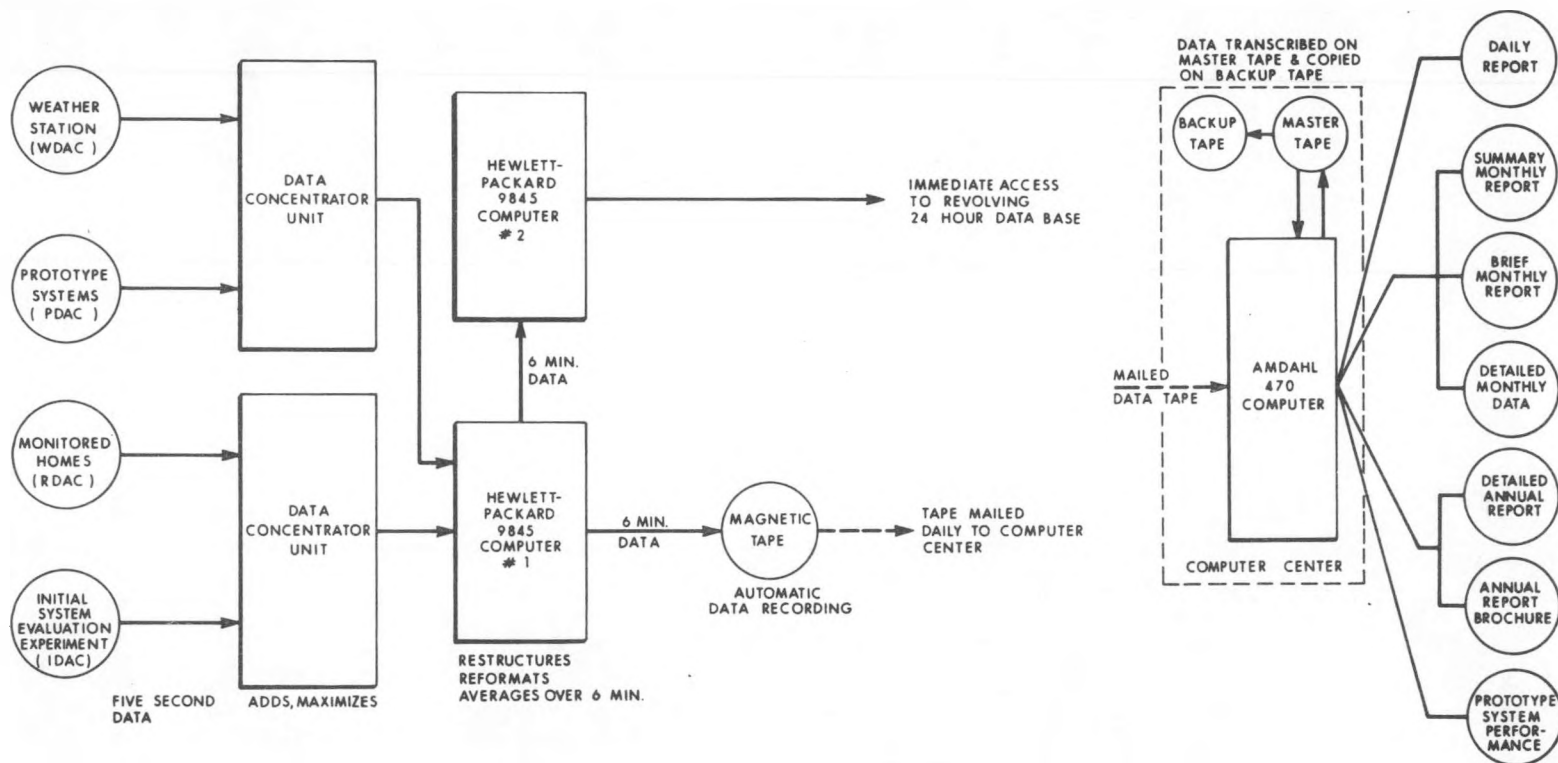 WEATHER
STATION
(WDAC )
PROTOTYPE
SYSTEMS
( PDAC )
MONITORED
HOMES
(RDAC )
INITIAL
SYSTEM
EVALUATION
EXPERIMENT
( IDAC)
FIVE SECOND
DATA
DATA
CONCENTRATOR
UNIT
DATA
CONCENTRATOR
UNIT
ADDS, MAXIMIZES
HEWLETT-
PACKARD
9845
COMPUTER
# 2
6 MIN.
DATA
HEWLETT-
PACKARD
9845
COMPUTER
# 1
RESTRUCTURES
REFORMATS
AVERAGES OVER 6 MIN.
IMMEDIATE ACCESS
TO REVOLVING
24 HOUR DATA BASE
6 MIN.
DATA
MAGNETIC
TAPE
AUTOMATIC
DATA RECORDING
TAPE MAILED
DAILY TO COMPUTER
CENTER
DATA TRANSCRIBED ON
MASTER TAPE & COPIED
ON BACKUP TAPE
BACKUP
TAPE
MASTER
TAPE
MAILED
DATA TAPE
AMDAHL
470
COMPUTER
COMPUTER CENTER
DAILY
REPORT
SUMMARY
MONTHLY
REPORT
BRIEF
MONTHLY
REPORT
DETAILED
MONTHLY
DATA
DETAILED
ANNUAL
REPORT
ANNUAL
REPORT
BROCHURE
PROTOTYPE
SYSTEM
PERFOR-
MANCE